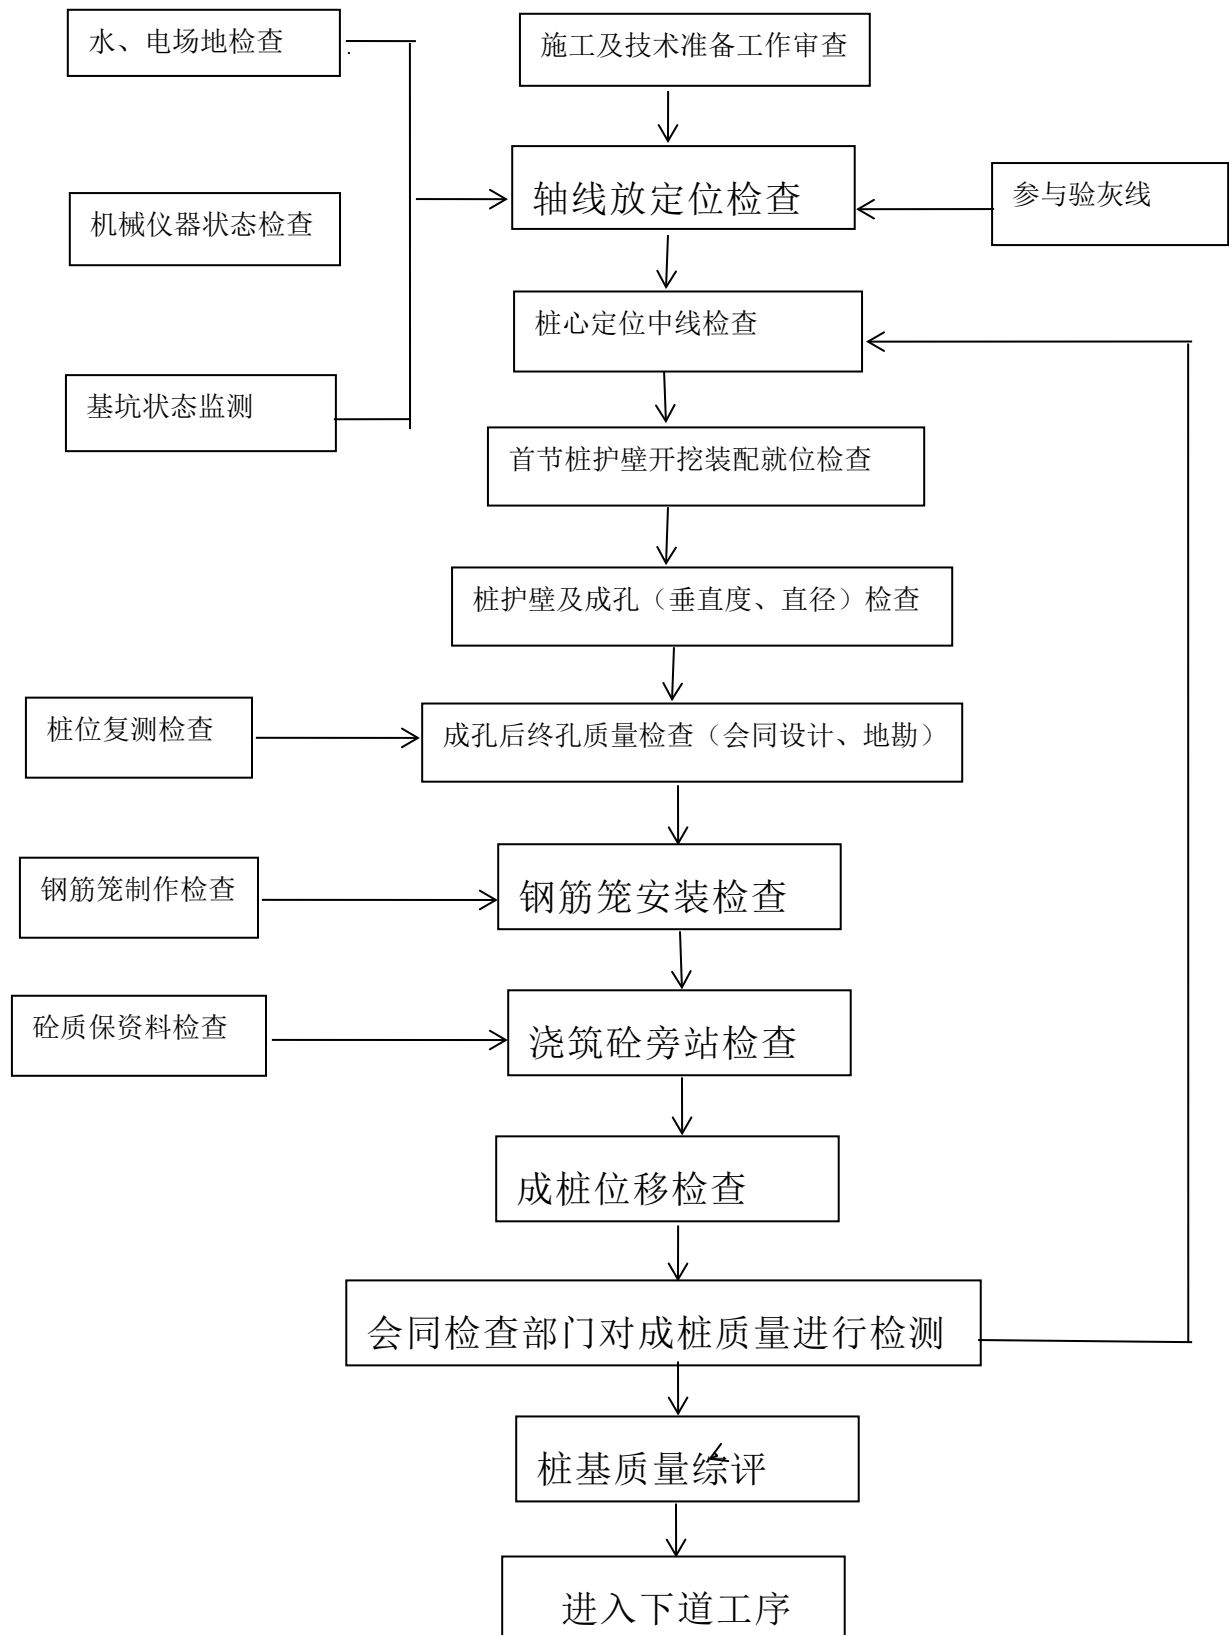 水、电场地检查
施工及技术准备工作审查
轴线放定位检查
参与验灰线
机械仪器状态检查
桩心定位中线检查
基坑状态监测
首节桩护壁开挖装配就位检查
桩护壁及成孔（垂直度、直径）检查
桩位复测检查
成孔后终孔质量检查（会同设计、地勘）
钢筋笼制作检查
钢筋笼安装检查
砼质保资料检查
浇筑砼旁站检查
成桩位移检查
会同检查部门对成桩质量进行检测
桩基质量综评
进入下道工序